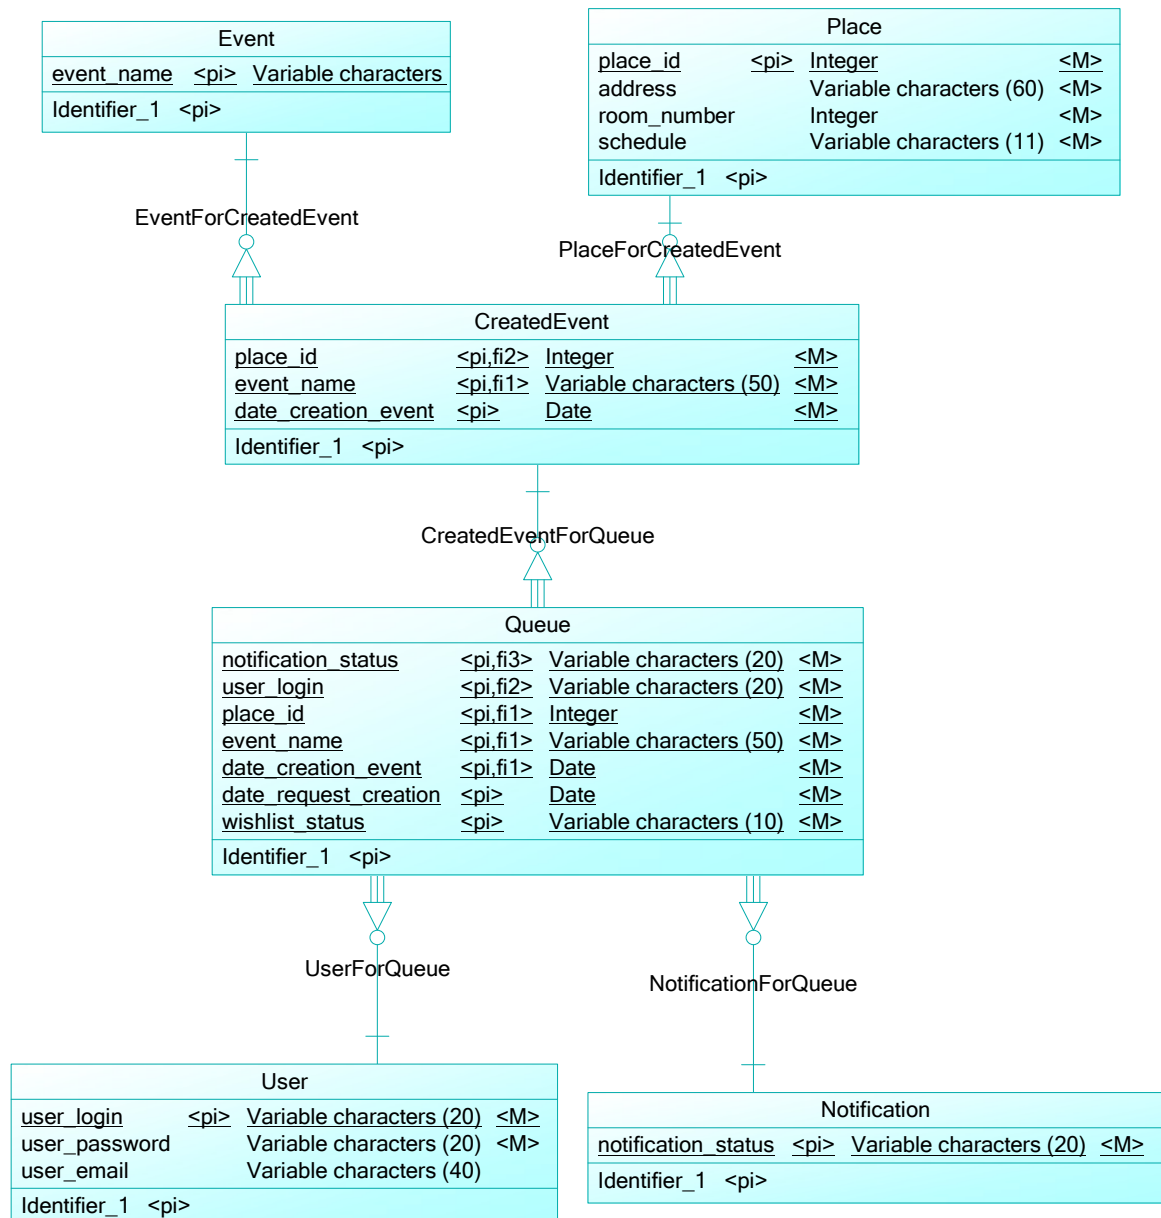 Event
event_name <pi> Variable characters
Identifier_1 <pi>
Place
place_id <pi> Integer <M>
address Variable characters (60) <M>
room_number Integer <M>
schedule Variable characters (11) <M>
Identifier_1 <pi>
EventForCreatedEvent
PlaceForCreatedEvent
CreatedEvent
place_id <pi,fi2> Integer <M>
event_name <pi,fi1> Variable characters (50) <M>
date_creation_event <pi> Date <M>
Identifier_1 <pi>
CreatedEventForQueue
Queue
notification_status <pi,fi3> Variable characters (20) <M>
user_login <pi,fi2> Variable characters (20) <M>
place_id <pi,fi1> Integer <M>
event_name <pi,fi1> Variable characters (50) <M>
date_creation_event <pi,fi1> Date <M>
date_request_creation <pi> Date <M>
wishlist_status <pi> Variable characters (10) <M>
Identifier_1 <pi>
UserForQueue
NotificationForQueue
User
user_login <pi> Variable characters (20) <M>
user_password Variable characters (20) <M>
user_email Variable characters (40)
Identifier_1 <pi>
Notification
notification_status <pi> Variable characters (20) <M>
Identifier_1 <pi>